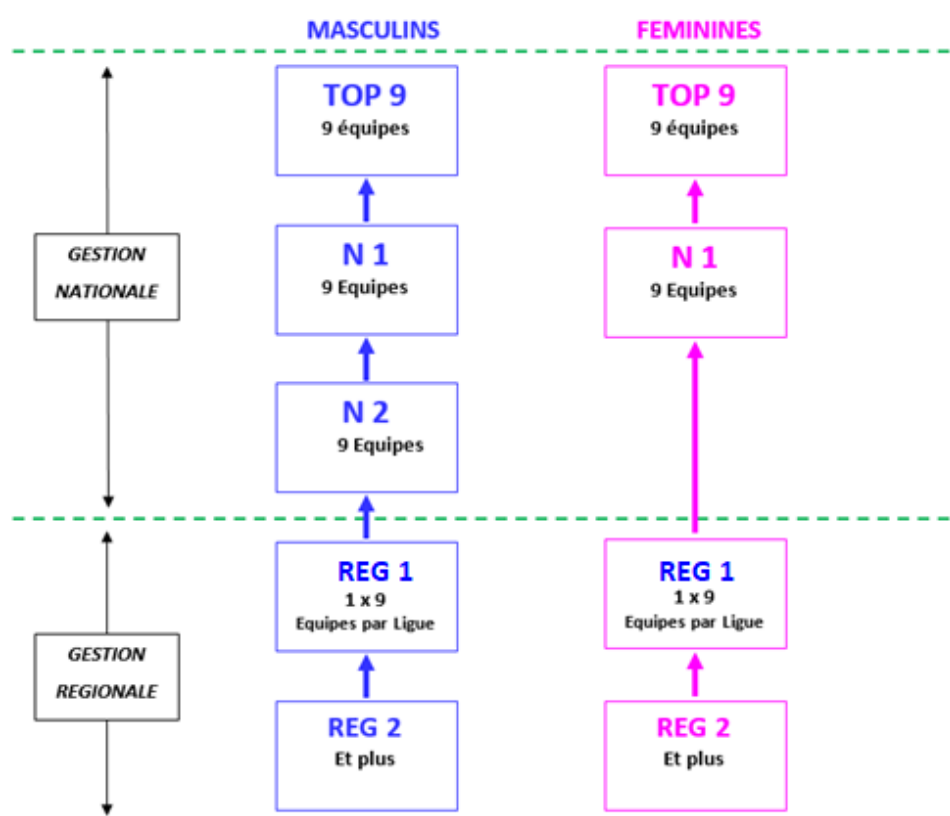 MASCULINS
FEMININES
TOP 9
9 équipes
TOP 9
9 équipes
GESTION
NATIONALE
N 1
9 Equipes
N 1
9 Equipes
N 2
9 Equipes
GESTION
REGIONALE
REG 1
1 x 9
Equipes par Ligue
REG 1
1 x 9
Equipes par Ligue
REG 2
Et plus
REG 2
Et plus